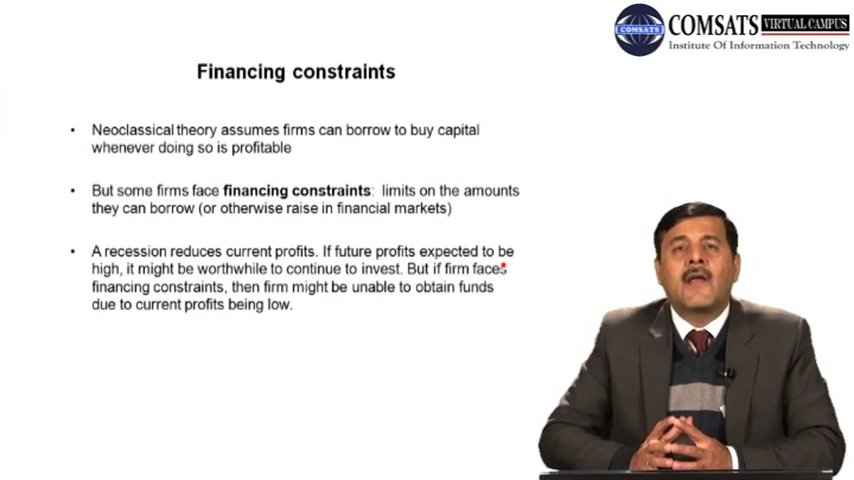 COMSATS VIRTUAL CAMPUS
Institute Of Information Technology
COMSATS
Financing constraints
• Neoclassical theory assumes firms can borrow to buy capital
whenever doing so is profitable
• But some firms face financing constraints: limits on the amounts
they can borrow (or otherwise raise in financial markets)
• A recession reduces current profits. If future profits expected to be
high, it might be worthwhile to continue to invest. But if firm faces
financing constraints, then firm might be unable to obtain funds
due to current profits being low.